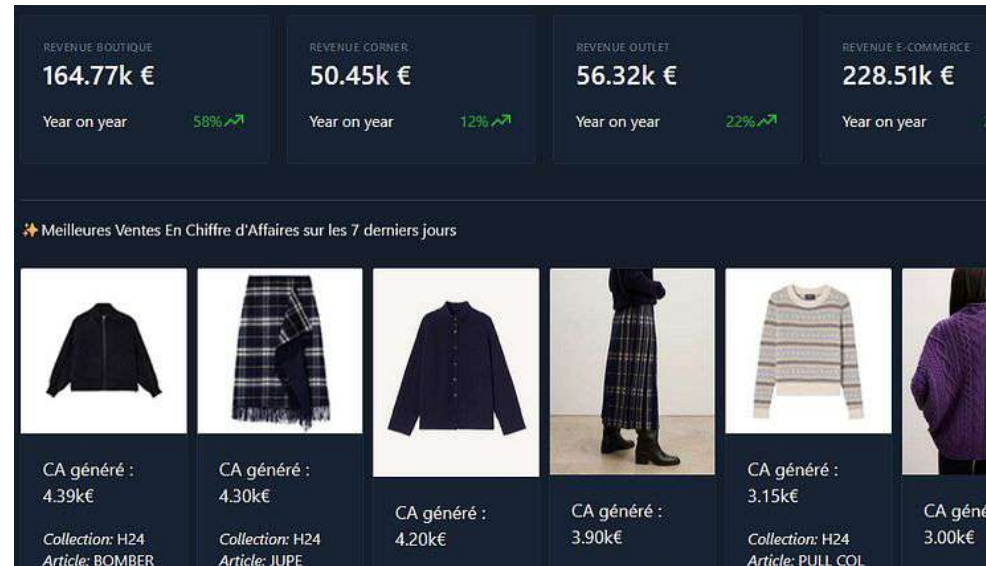 REVENUE BOUTIQUE
164.77k €
Year on year 58%
REVENUE CORNER
50.45k €
Year on year 12%
REVENUE OUTLET
56.32k €
Year on year 22%
REVENUE E-COMMERCE
228.51k €
Year on year
✨ Meilleures Ventes En Chiffre d'Affaires sur les 7 derniers jours
CA généré :
4.39k€
Collection: H24
Article: BOMBER
CA généré :
4.30k€
Collection: H24
Article: JUPE
CA généré :
4.20k€
CA généré :
3.90k€
CA généré :
3.15k€
Collection: H24
Article: PULL COL
CA géné
3.00k€